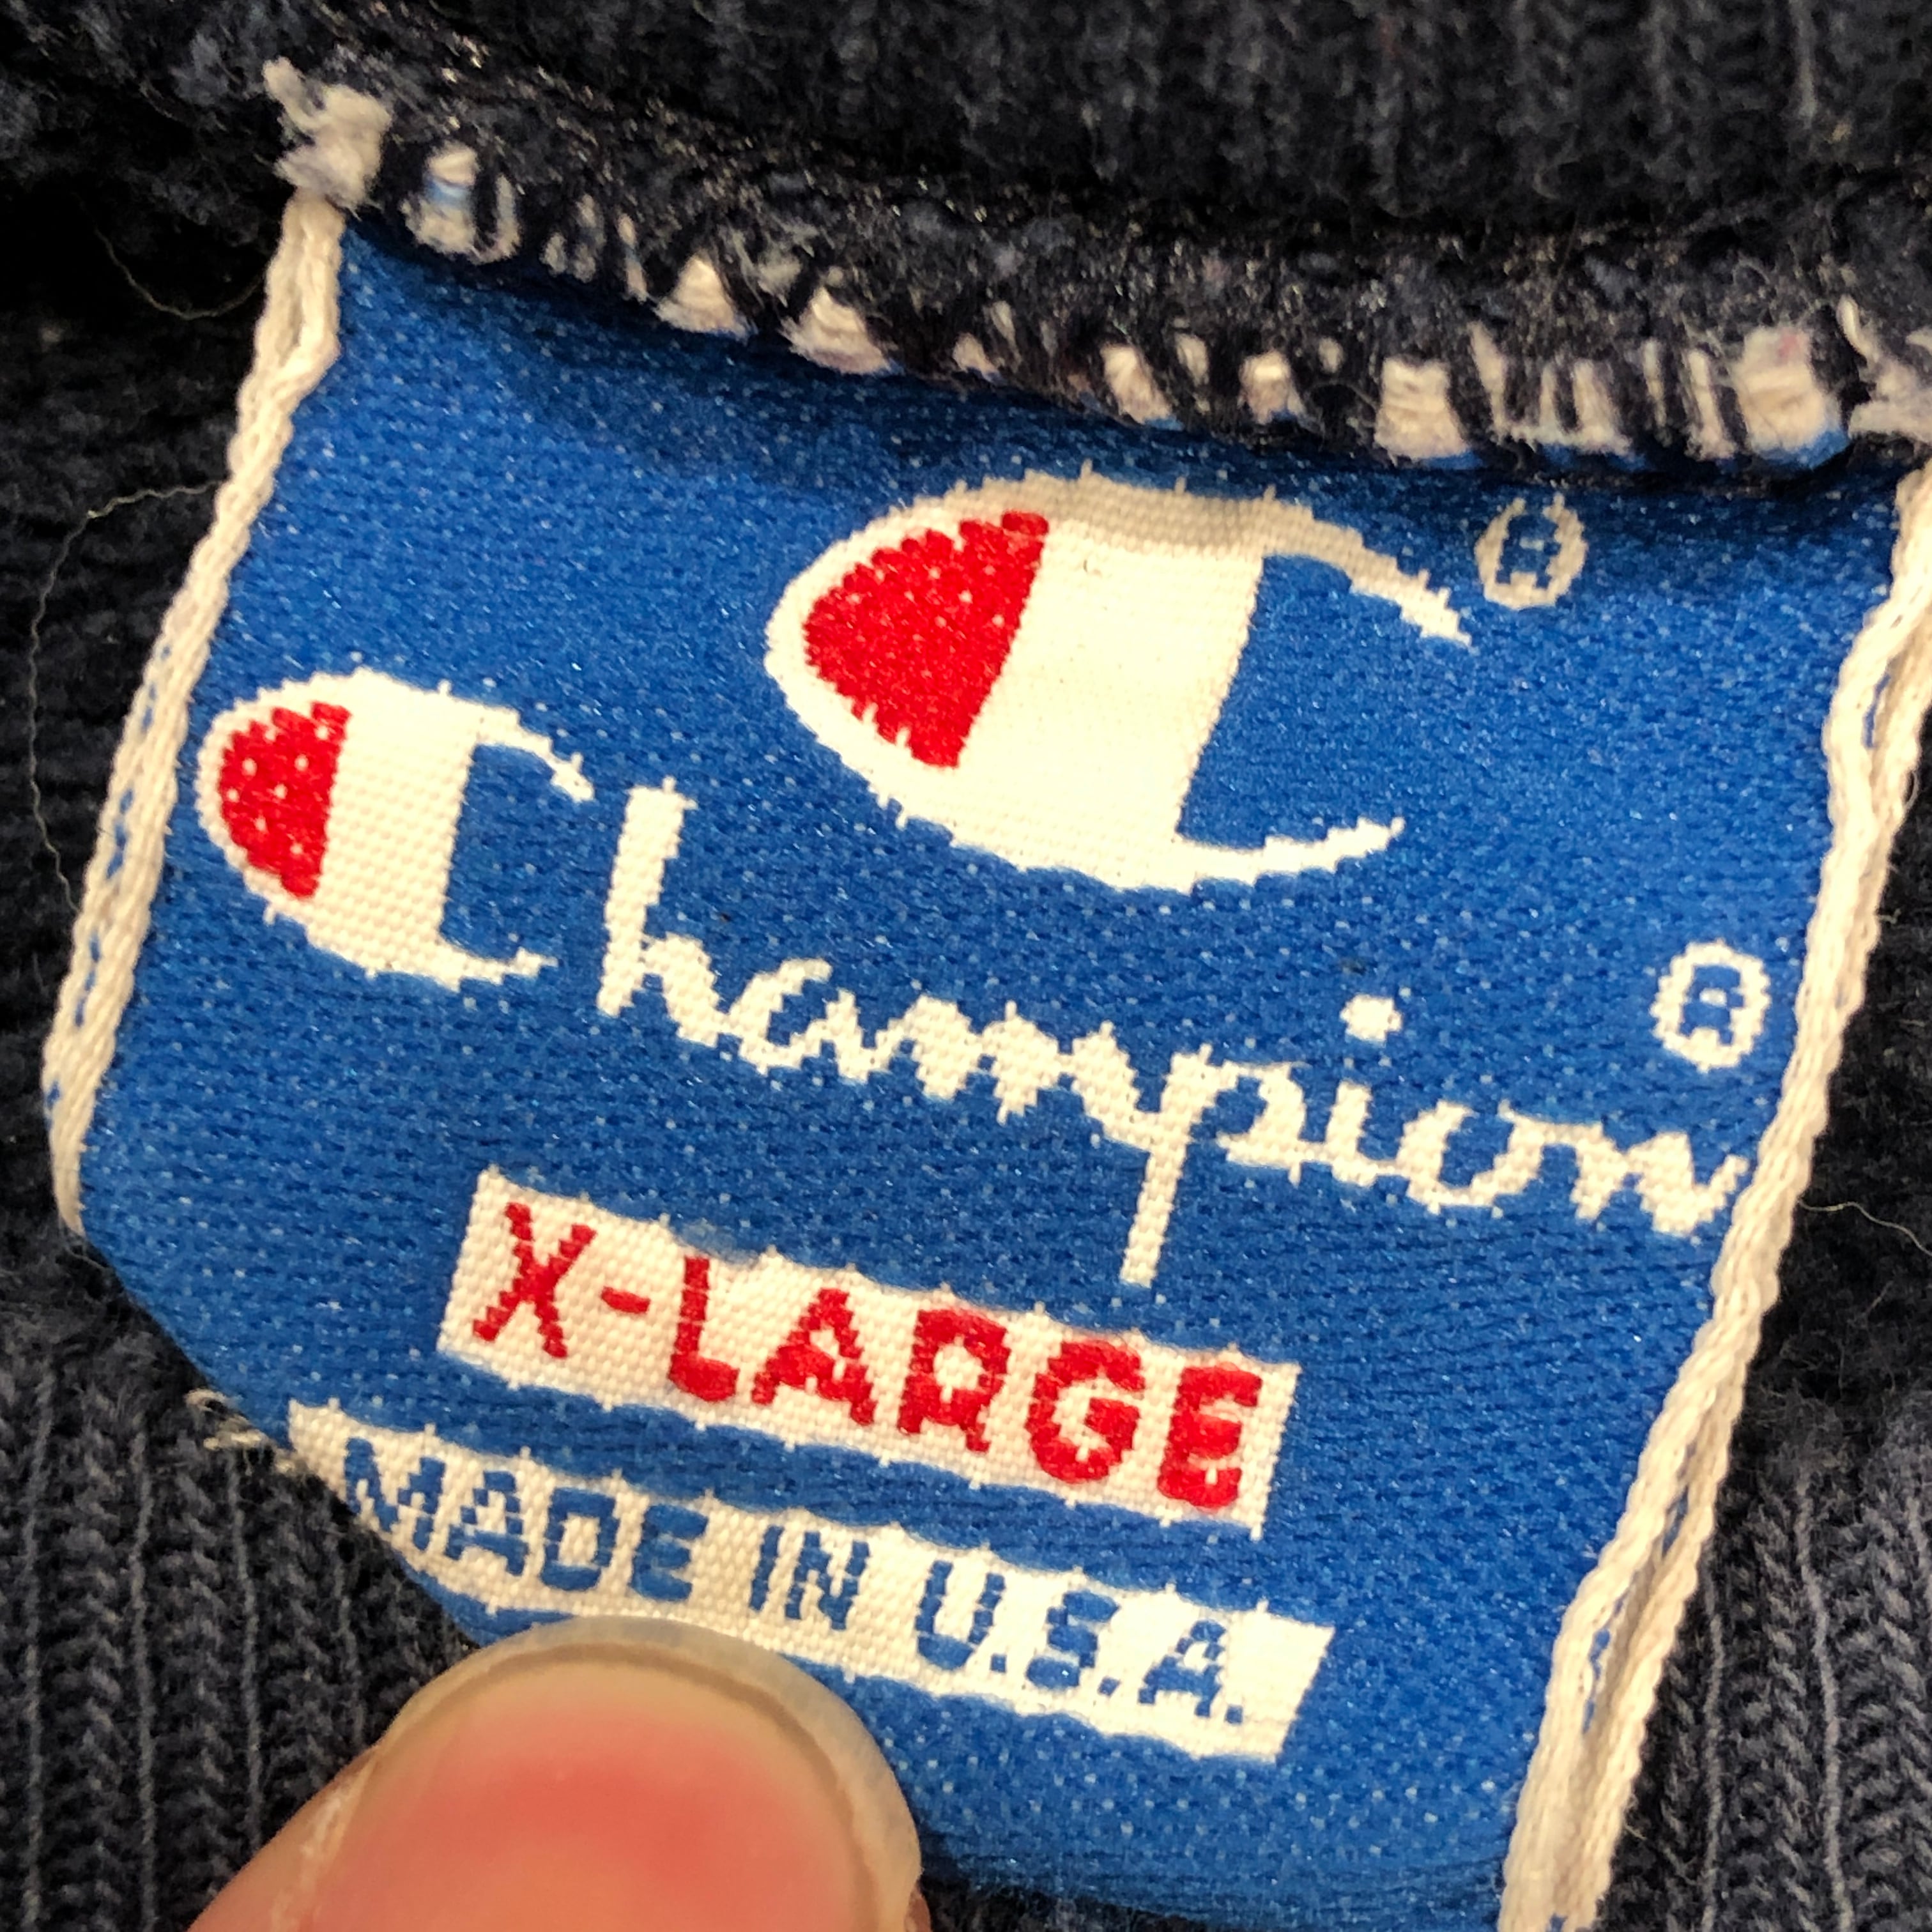 C®
Champion®
X-LARGE
MADE IN U.S.A.